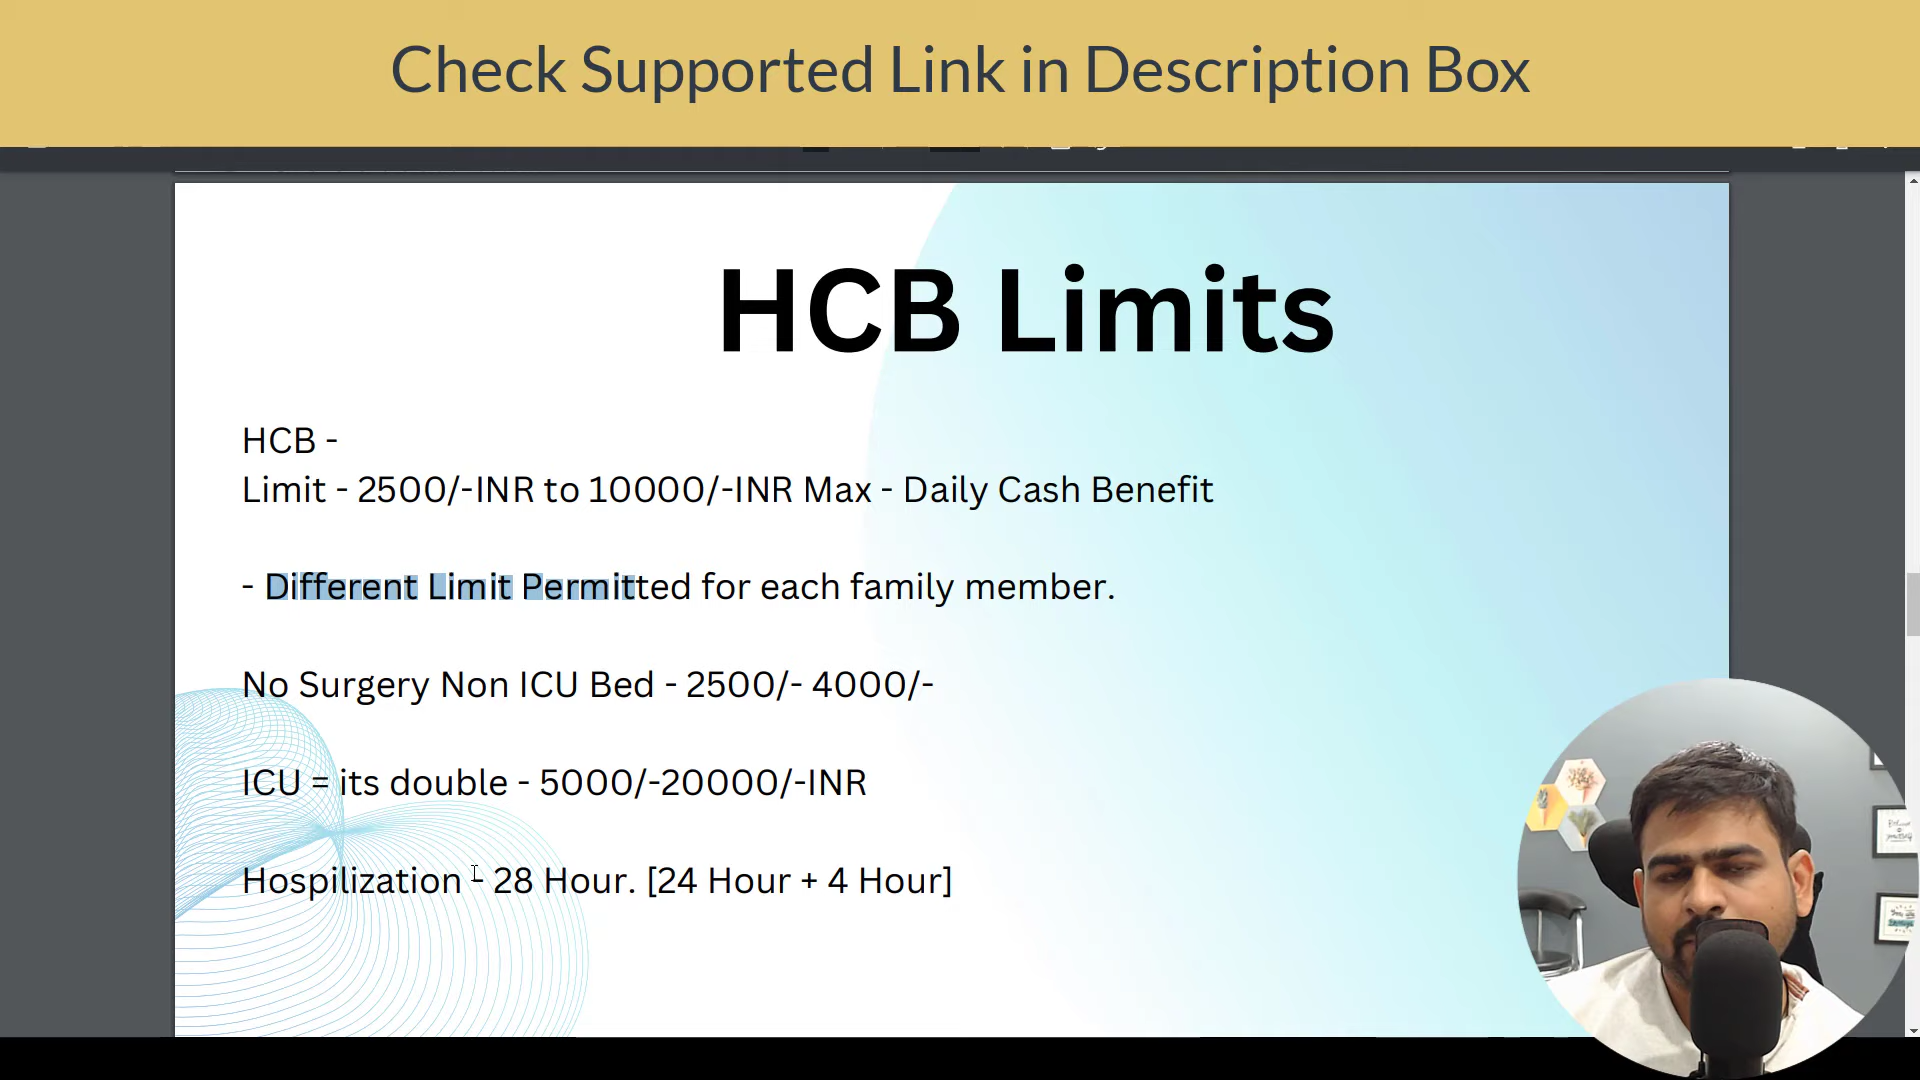 Check Supported Link in Description Box
HCB Limits
HCB -
Limit - 2500/-INR to 10000/-INR Max - Daily Cash Benefit
- Different Limit Permitted for each family member.
No Surgery Non ICU Bed - 2500/- 4000/-
ICU = its double - 5000/-20000/-INR
Hospilization - 28 Hour. [24 Hour + 4 Hour]